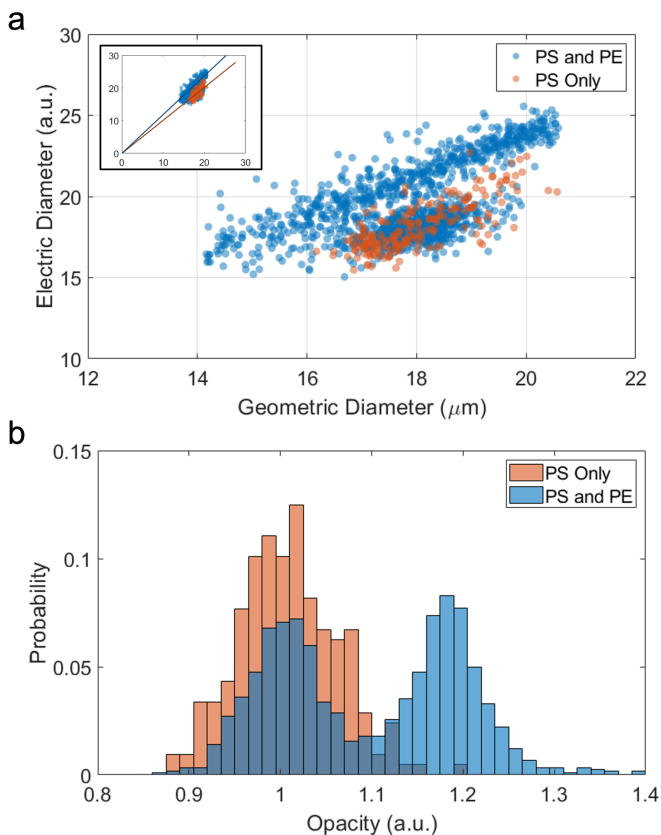 a
30
25
20
15
10
Electric Diameter (a.u.)
30
20
10
0
0 10 20 30
PS and PE
PS Only
12 14 16 18 20 22
Geometric Diameter (μm)
b
0.15
0.1
0.05
0
Probability
PS Only
PS and PE
0.8 0.9 1 1.1 1.2 1.3 1.4
Opacity (a.u.)